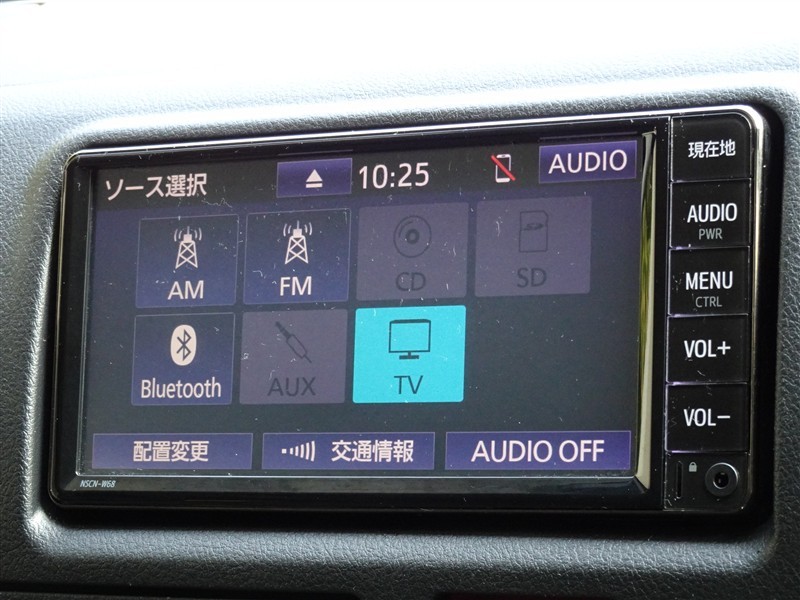 ソース選択 10:25 AUDIO
AM FM CD SD
Bluetooth AUX TV
配置変更 交通情報 AUDIO OFF
現在地
AUDIO
PWR
MENU
CTRL
VOL+
VOL−
NSCN-W68